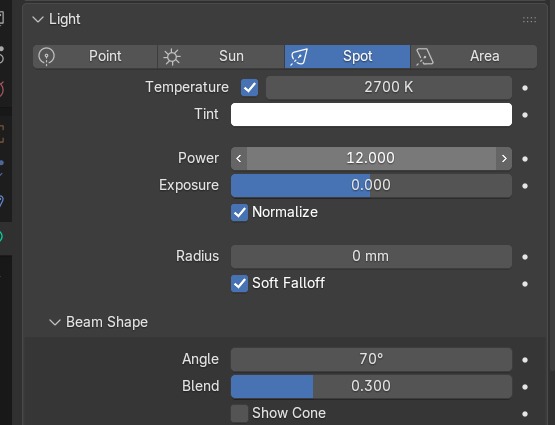 Light
Point Sun Spot Area
Temperature 2700 K
Tint
Power 12.000
Exposure 0.000
Normalize
Radius 0 mm
Soft Falloff
Beam Shape
Angle 70°
Blend 0.300
Show Cone